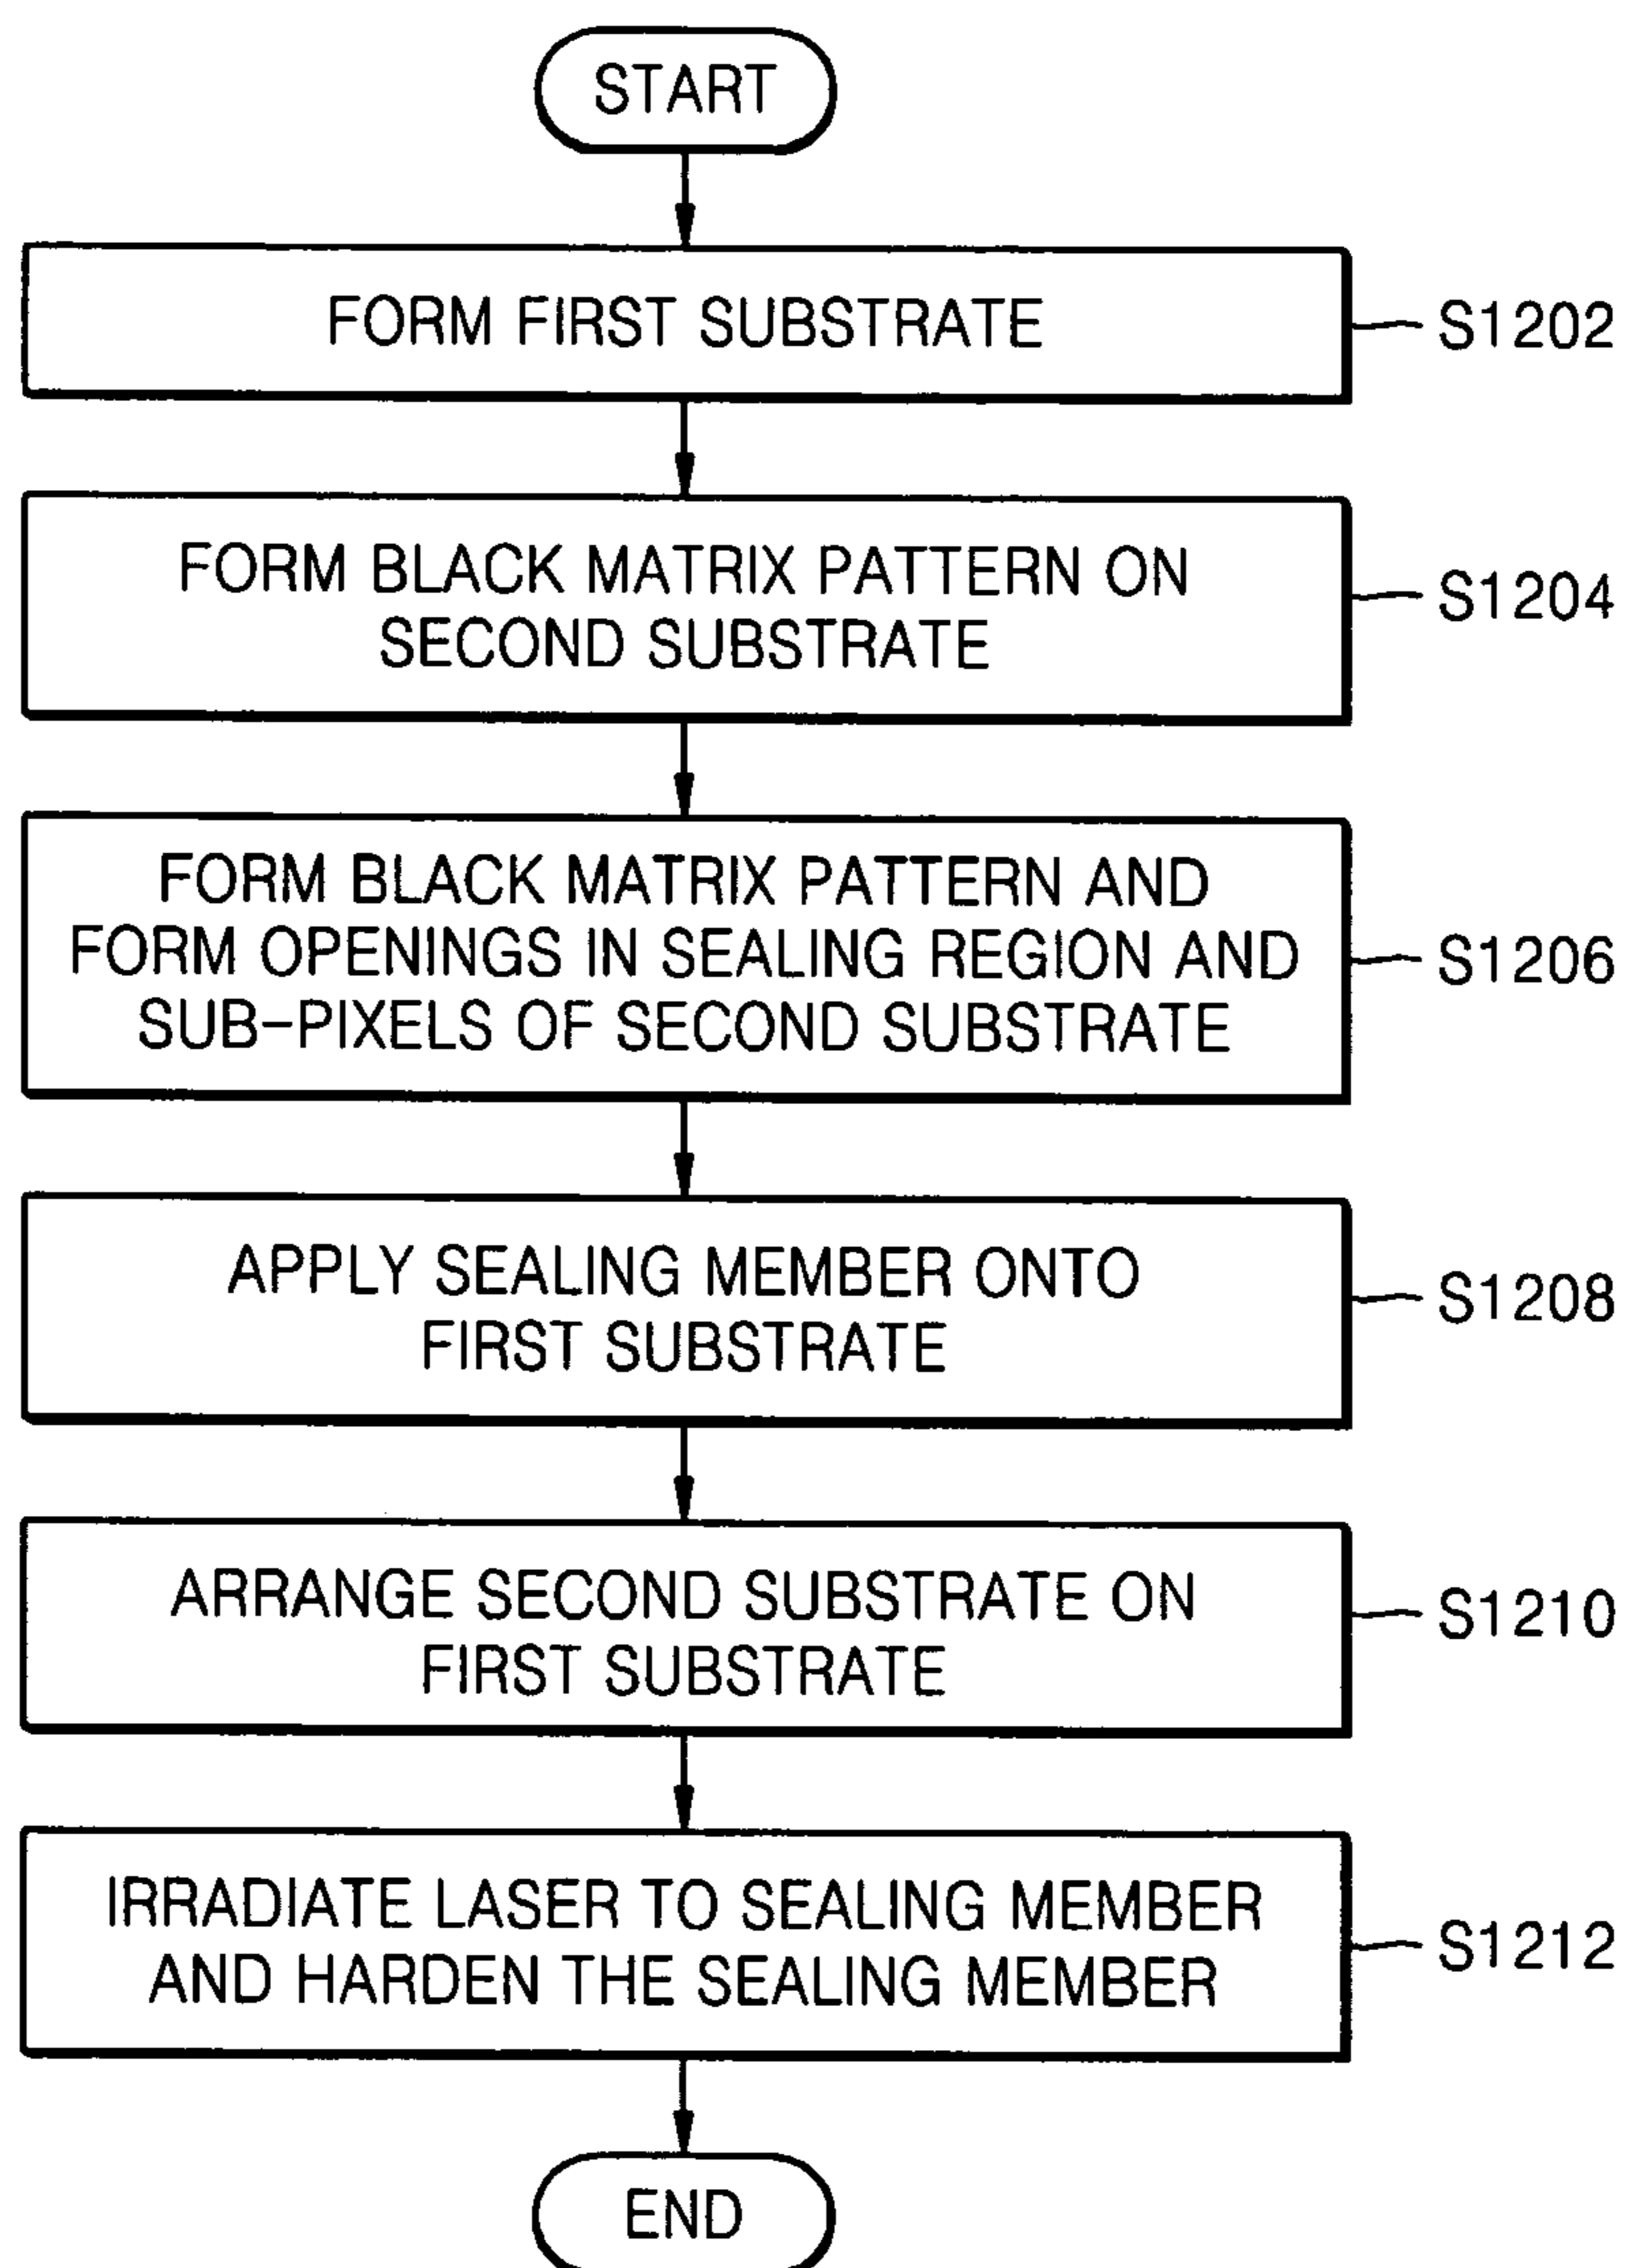 START
FORM FIRST SUBSTRATE
S1202
FORM BLACK MATRIX PATTERN ON
SECOND SUBSTRATE
S1204
FORM BLACK MATRIX PATTERN AND
FORM OPENINGS IN SEALING REGION AND
SUB-PIXELS OF SECOND SUBSTRATE
S1206
APPLY SEALING MEMBER ONTO
FIRST SUBSTRATE
S1208
ARRANGE SECOND SUBSTRATE ON
FIRST SUBSTRATE
S1210
IRRADIATE LASER TO SEALING MEMBER
AND HARDEN THE SEALING MEMBER
S1212
END